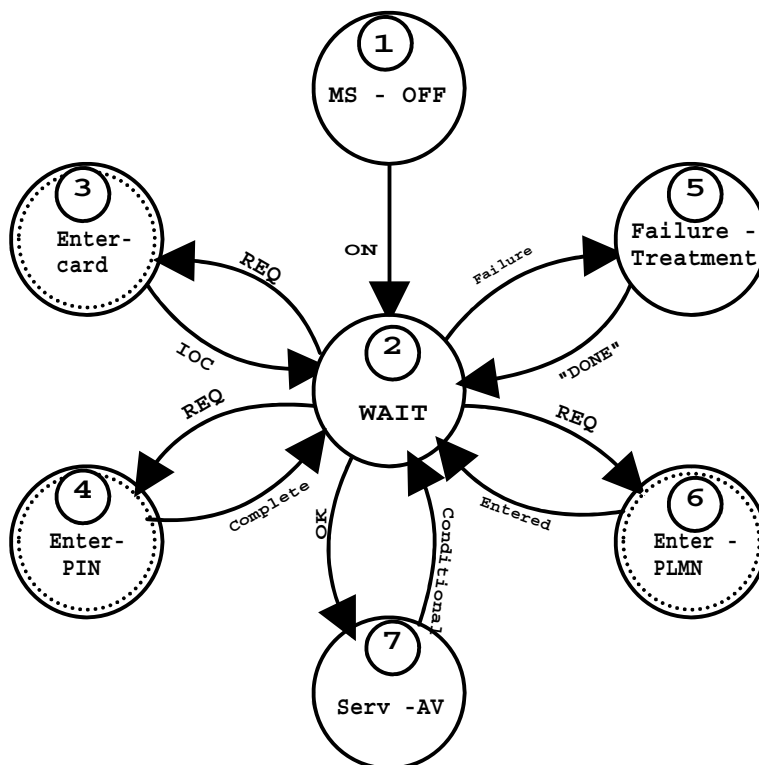 1
MS - OFF
3
Enter-
card
5
Failure -
Treatment
ON
REQ
Failure
IOC
"DONE"
2
WAIT
REQ
REQ
4
Enter-
PIN
Complete
OK
Conditional
Entered
6
Enter -
PLMN
7
Serv -AV